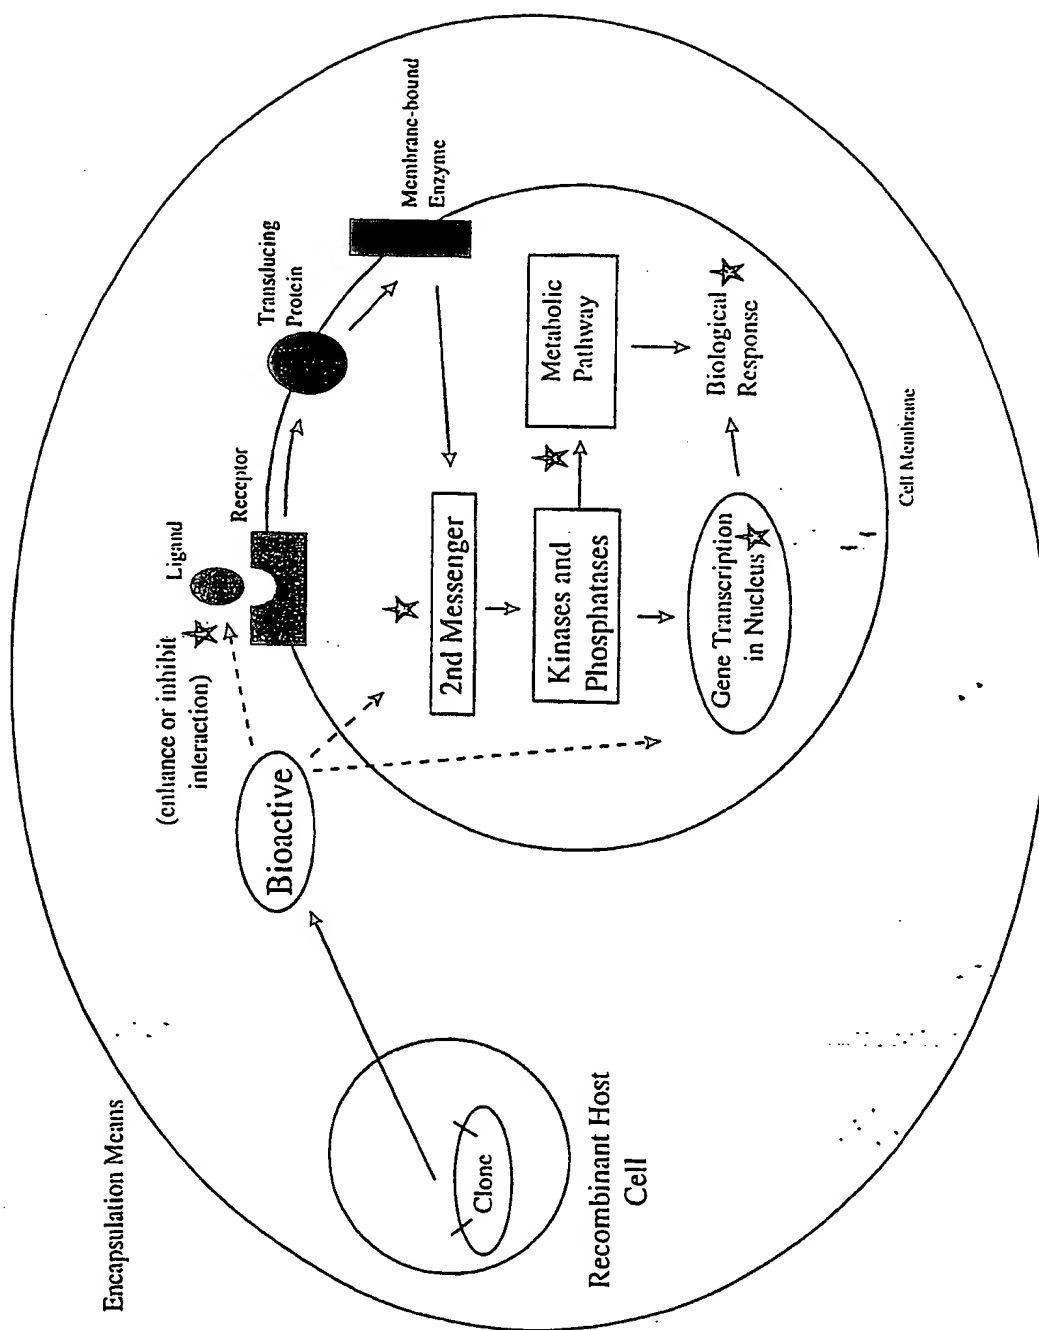 Encapsulation Means
(enhance or inhibit
interaction)
Ligand
Receptor
Transducing
Protein
Membrane-bound
Enzyme
Bioactive
2nd Messenger
Kinases and
Phosphatases
Metabolic
Pathway
Gene Transcription
in Nucleus
Biological
Response
Clone
Recombinant Host
Cell
Cell Membrane